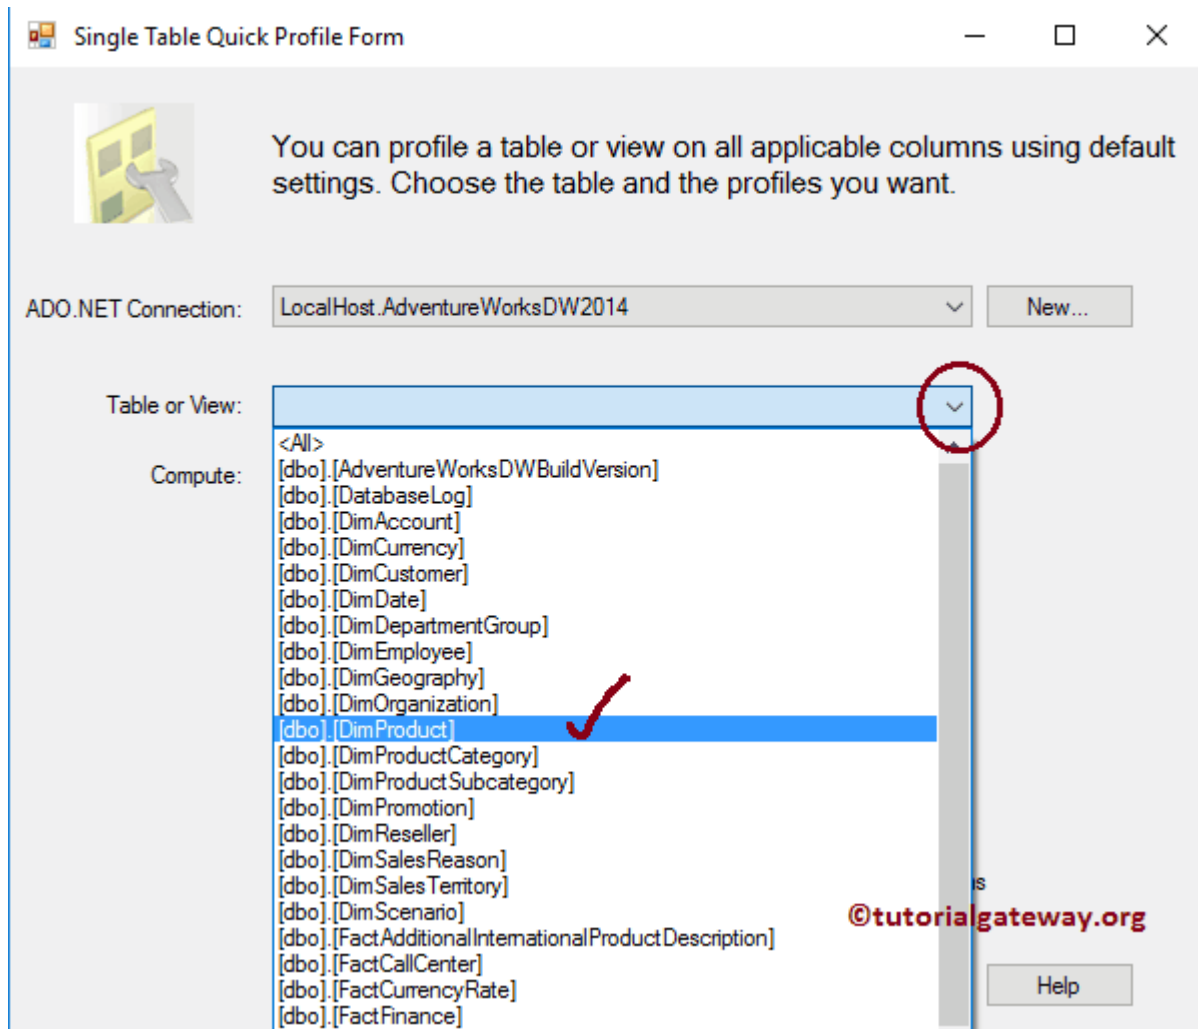 Single Table Quick Profile Form
You can profile a table or view on all applicable columns using default
settings. Choose the table and the profiles you want.
ADO.NET Connection:
LocalHost.AdventureWorksDW2014
New...
Table or View:
<All>
Compute:
[dbo].[AdventureWorksDWBuildVersion]
[dbo].[DatabaseLog]
[dbo].[DimAccount]
[dbo].[DimCurrency]
[dbo].[DimCustomer]
[dbo].[DimDate]
[dbo].[DimDepartmentGroup]
[dbo].[DimEmployee]
[dbo].[DimGeography]
[dbo].[DimOrganization]
[dbo].[DimProduct]
[dbo].[DimProductCategory]
[dbo].[DimProductSubcategory]
[dbo].[DimPromotion]
[dbo].[DimReseller]
[dbo].[DimSalesReason]
[dbo].[DimSalesTerritory]
[dbo].[DimScenario]
©tutorialgateway.org
[dbo].[FactAdditionalInternationalProductDescription]
[dbo].[FactCallCenter]
[dbo].[FactCurrencyRate]
Help
[dbo].[FactFinance]